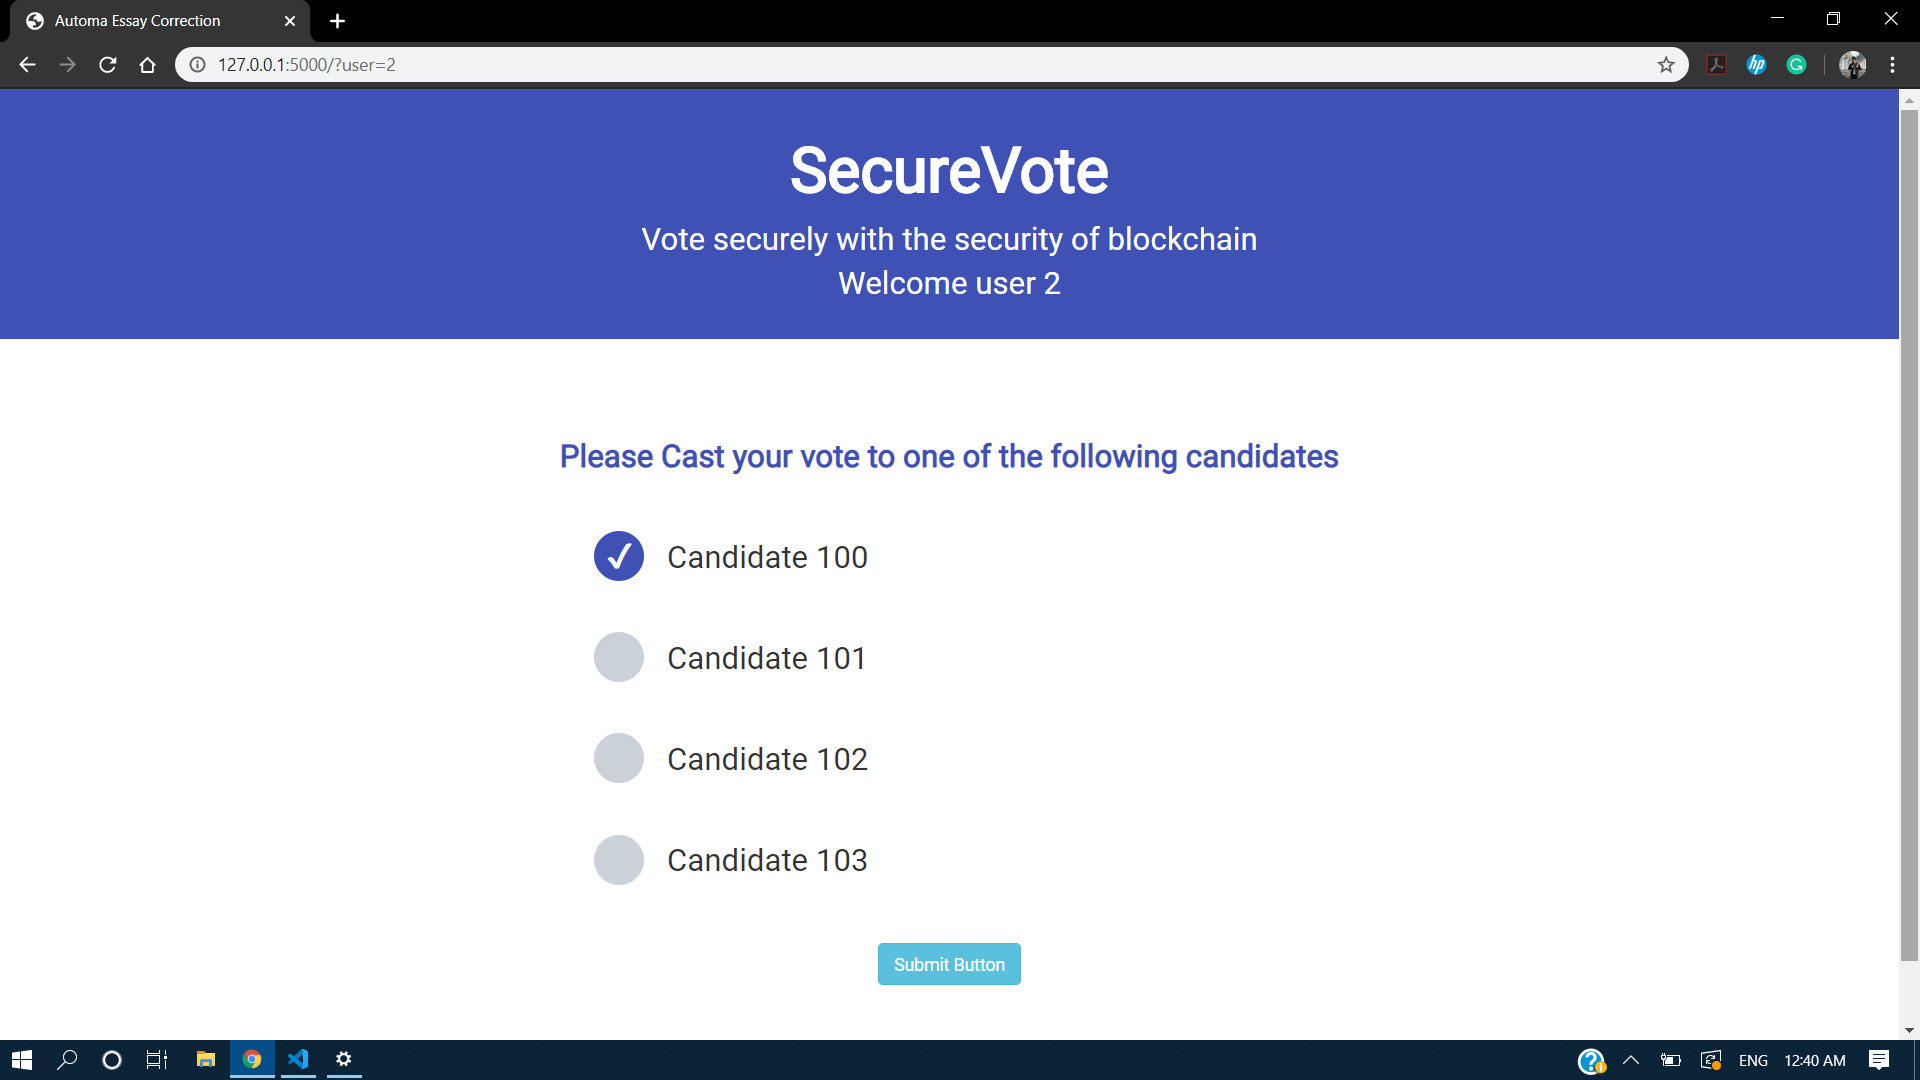 Automa Essay Correction
127.0.0.1:5000/?user=2
SecureVote
Vote securely with the security of blockchain
Welcome user 2
Please Cast your vote to one of the following candidates
Candidate 100
Candidate 101
Candidate 102
Candidate 103
Submit Button
ENG 12:40 AM